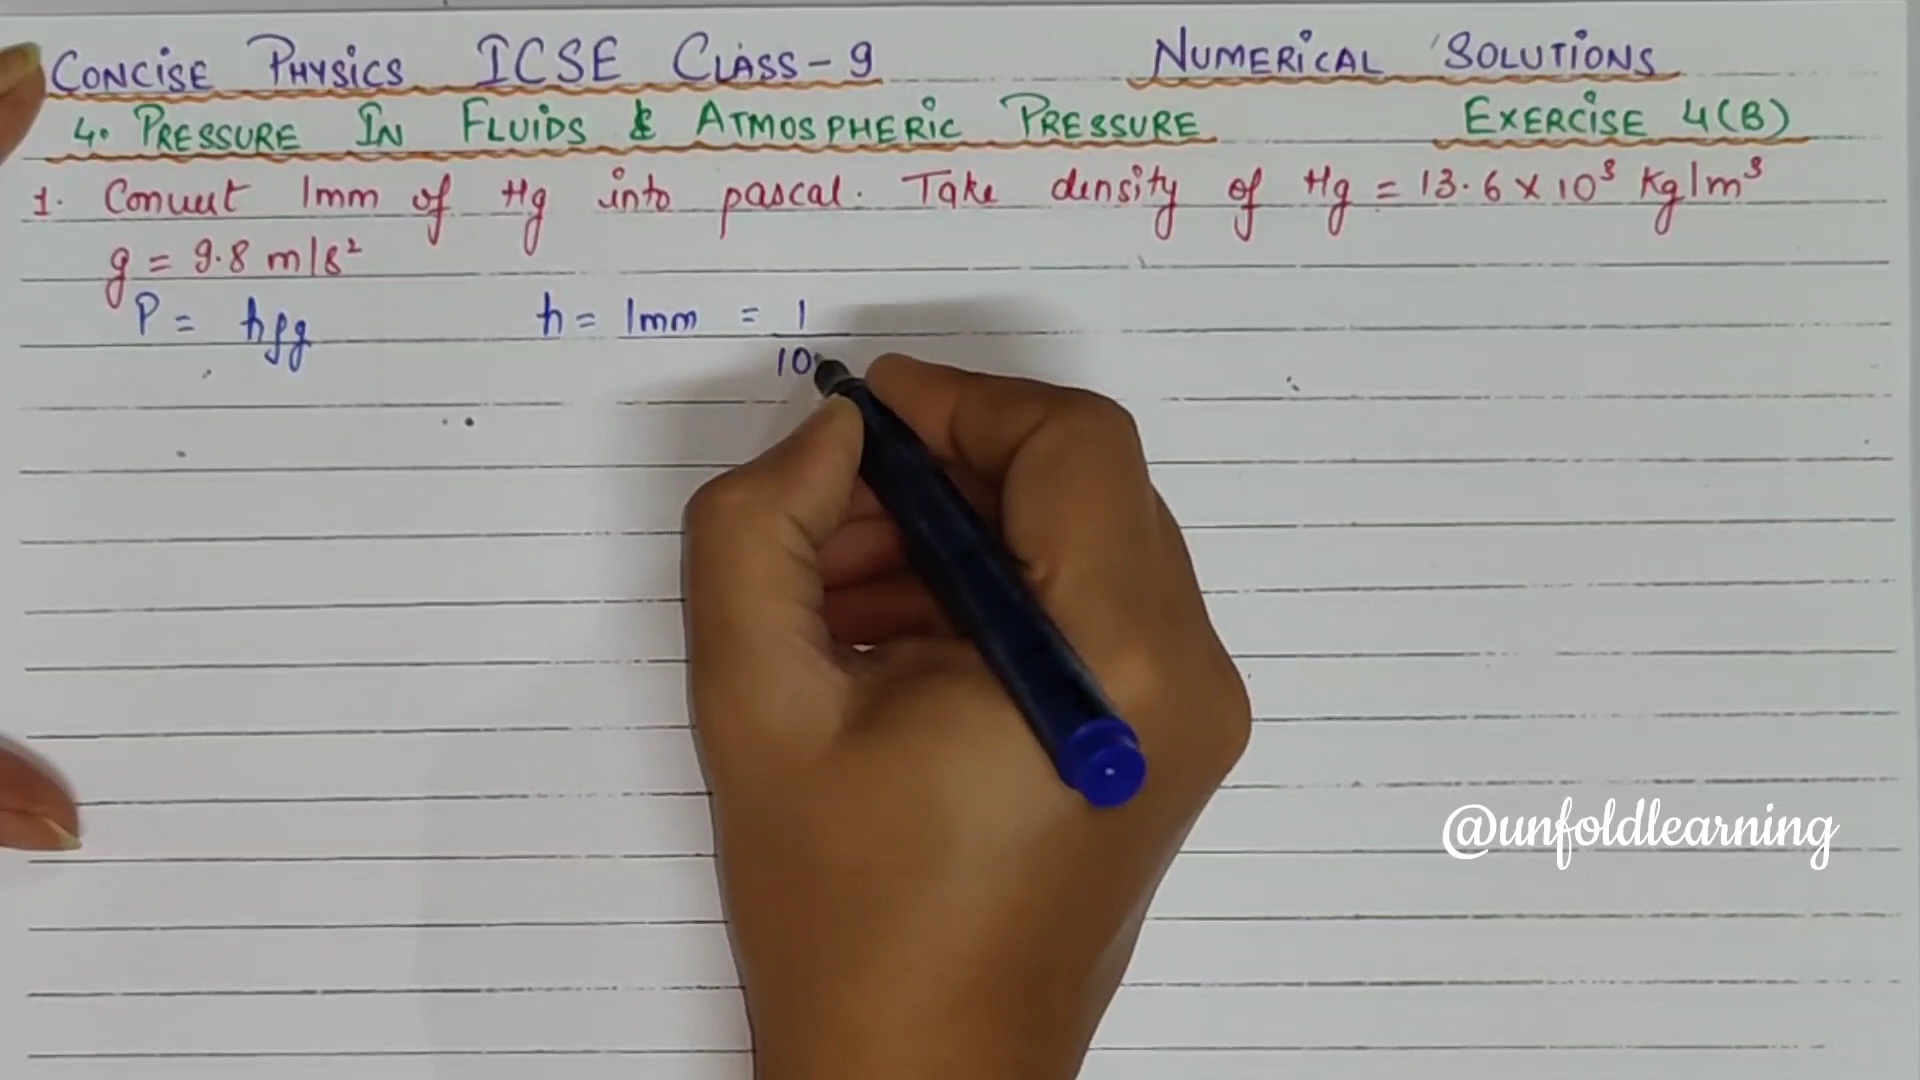 CONCISE PHYSICS ICSE CLASS-9 NUMERICAL SOLUTIONS
4. PRESSURE IN FLUIDS & ATMOSPHERIC PRESSURE EXERCISE 4(B)
1. Convert 1mm of Hg into pascal. Take density of Hg = 13.6 × 10³ Kg/m³
g = 9.8 m/s²
P = hρg h = 1mm = 1
10
@unfoldlearning